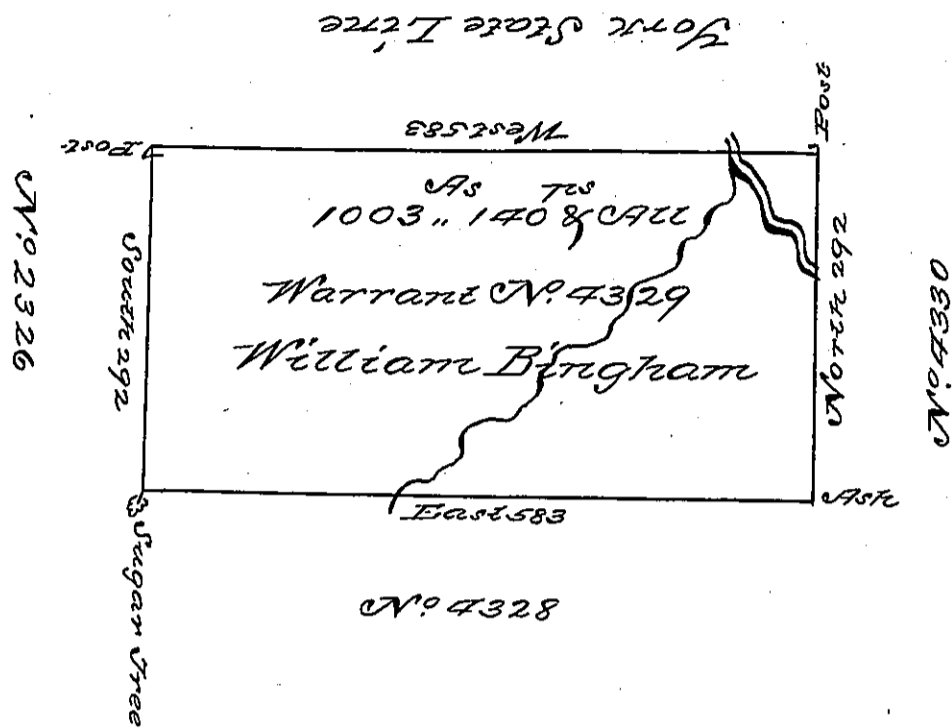 York State Line
West 583
Post
Post
As Prs
1003 " 140 & All
Warrant No. 4329
William Bingham
South 292
North 292
No. 2326
No. 4330
East 583
Ash
Sugar Tree
No. 4328